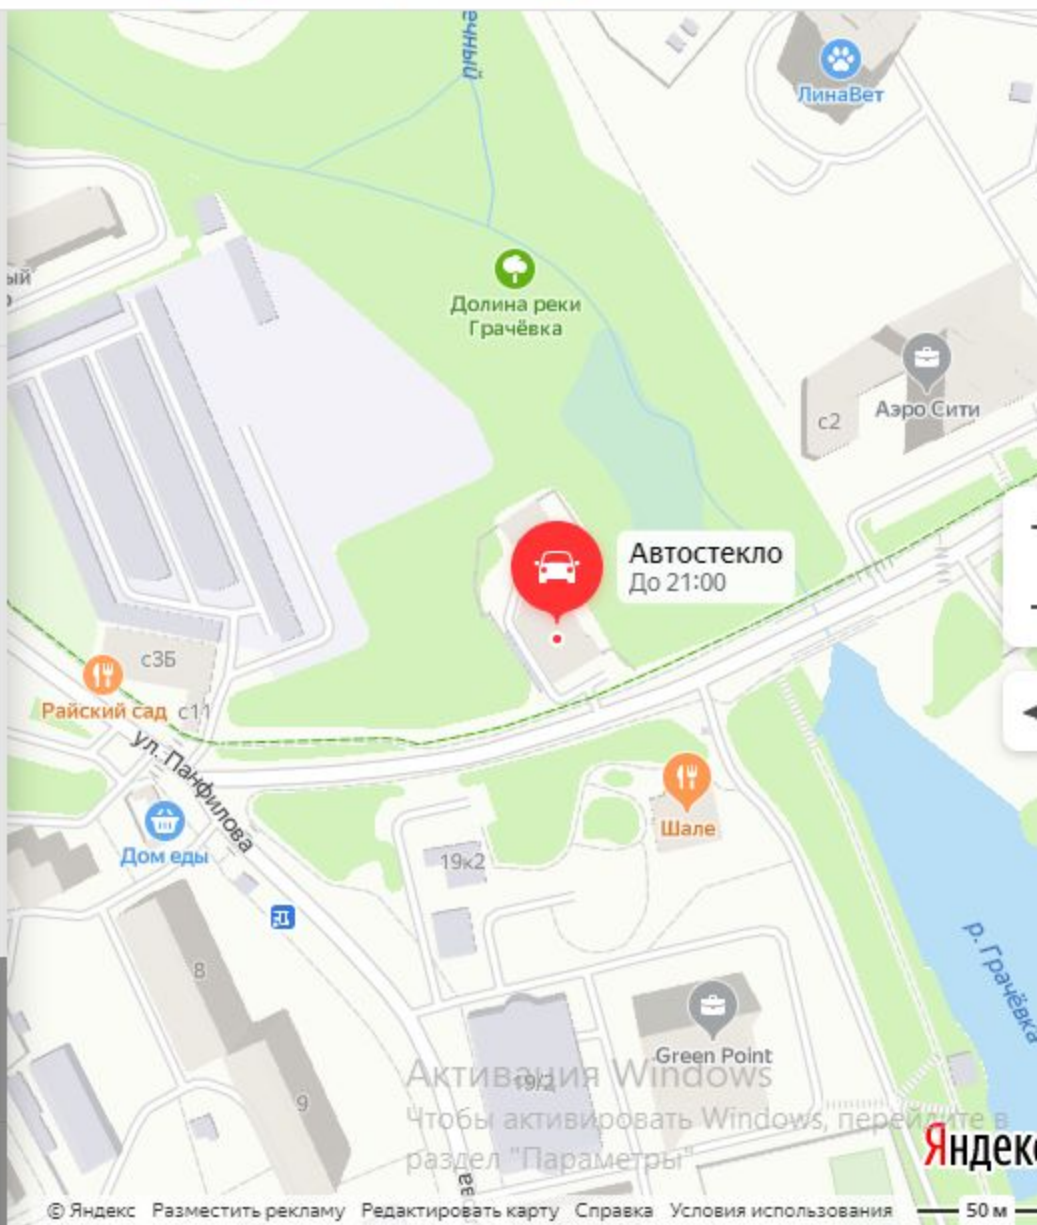 ЛинаВет
Долина реки
Грачёвка
Аэро Сити
с2
Автостекло
До 21:00
с3Б
Райский сад
с11
ул. Панфилова
Шале
Дом еды
19к2
8
р. Грачёвка
Green Point
19/2
9
Активация Windows
Чтобы активировать Windows, перейдите в
раздел "Параметры"
© Яндекс Разместить рекламу Редактировать карту Справка Условия использования 50 м